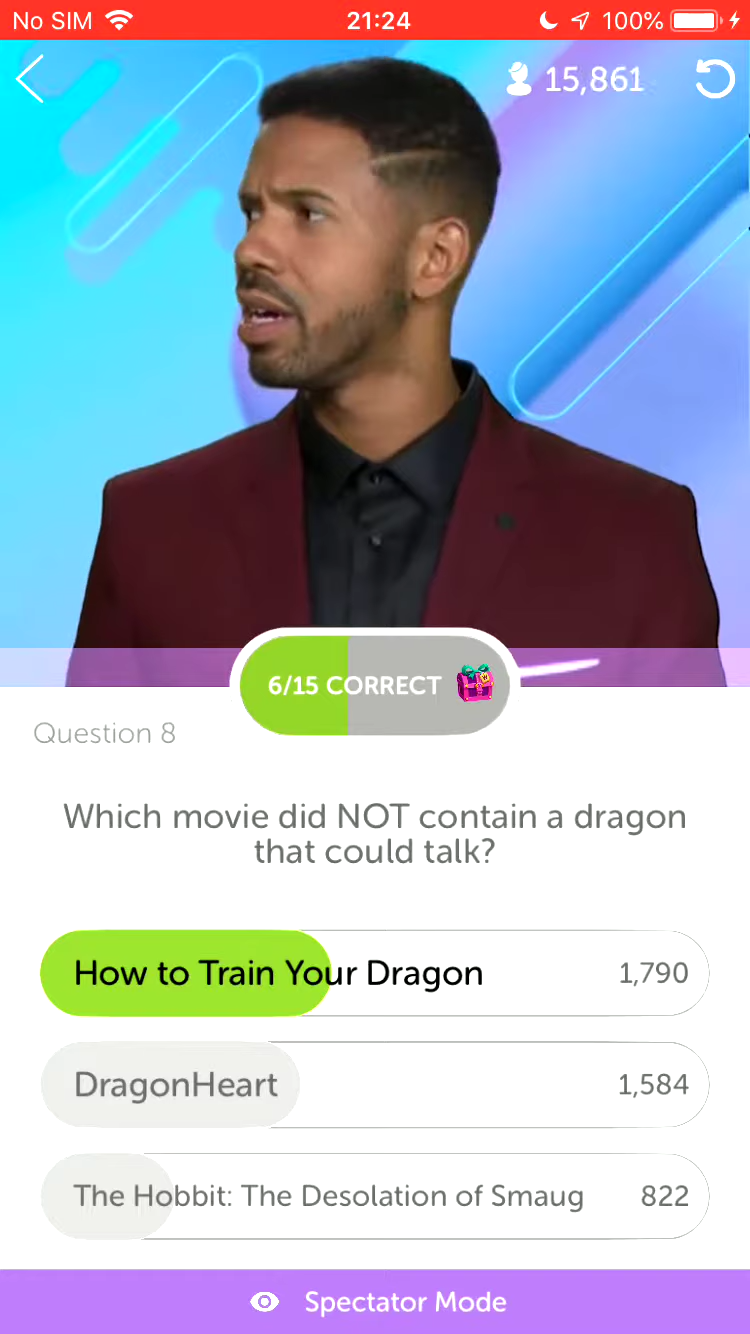 No SIM 21:24 100%
15,861
6/15 CORRECT
Question 8
Which movie did NOT contain a dragon
that could talk?
How to Train Your Dragon 1,790
DragonHeart 1,584
The Hobbit: The Desolation of Smaug 822
Spectator Mode